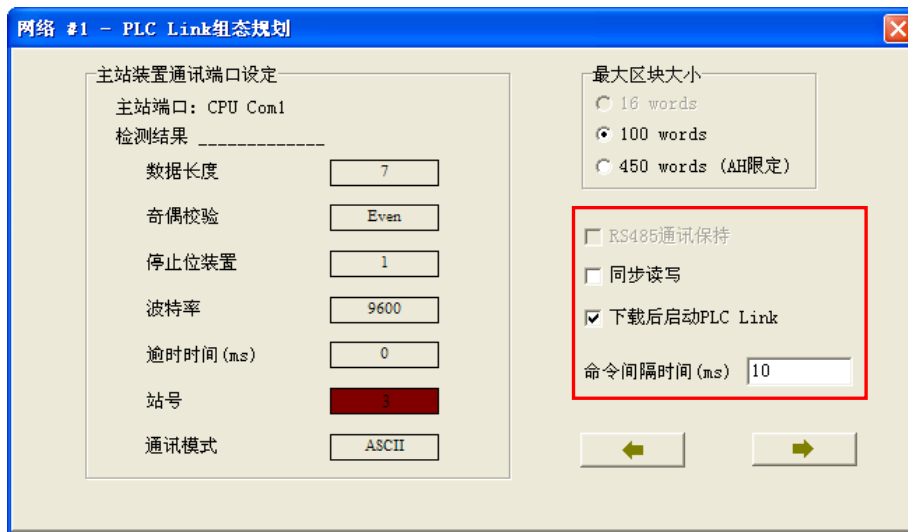 网络 #1 - PLC Link组态规划
主站装置通讯端口设定
主站端口: CPU Com1
检测结果 _____________
数据长度 7
奇偶校验 Even
停止位装置 1
波特率 9600
逾时时间(ms) 0
站号 3
通讯模式 ASCII
最大区块大小
16 words
100 words
450 words (AH限定)
RS485通讯保持
同步读写
下载后启动PLC Link
命令间隔时间(ms) 10